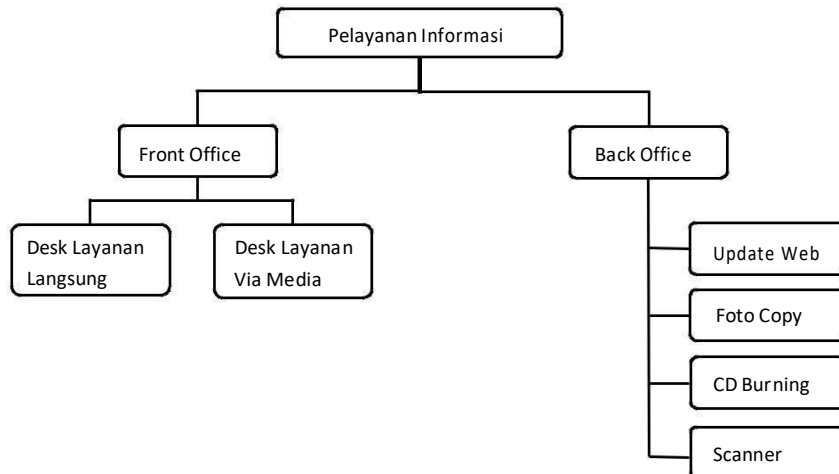 Pelayanan Informasi
Front Office
Back Office
Desk Layanan
Langsung
Desk Layanan
Via Media
Update Web
Foto Copy
CD Burning
Scanner